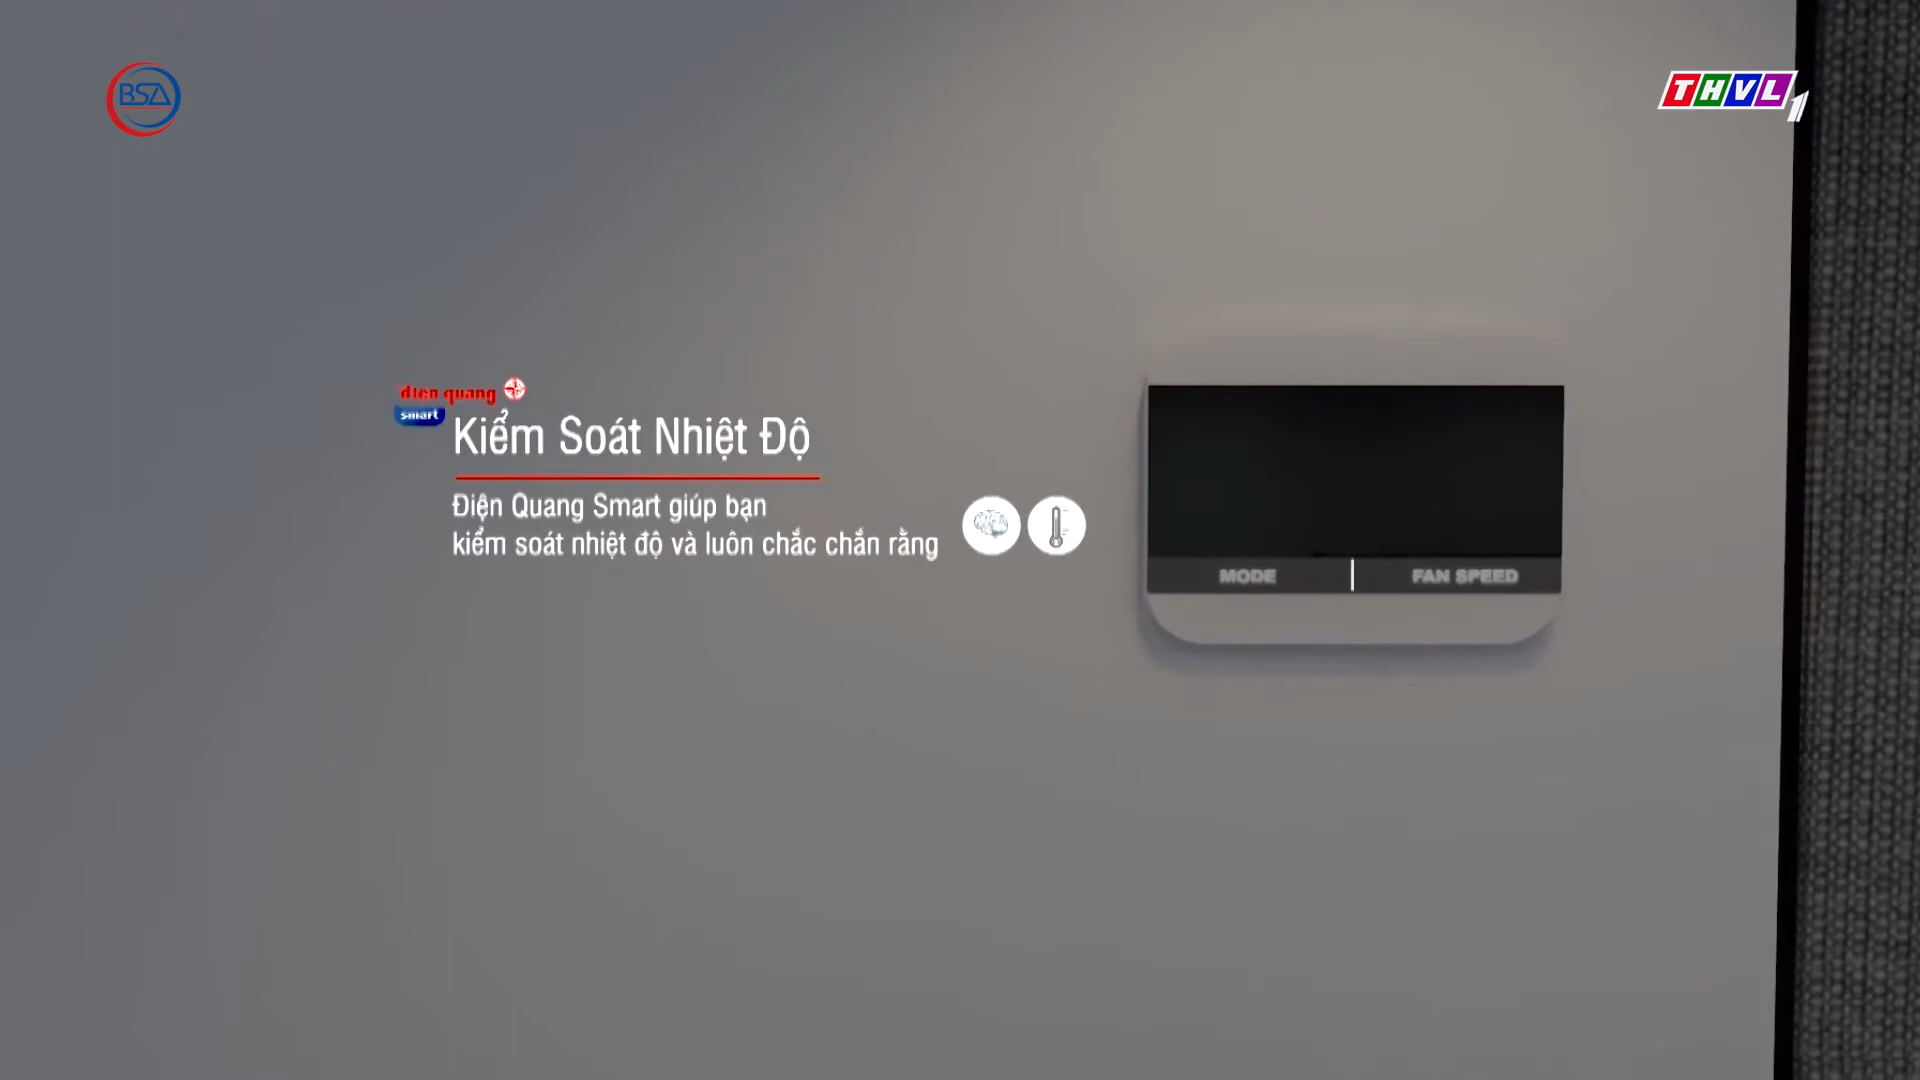 BSA
THVL1
điện quang
smart
Kiểm Soát Nhiệt Độ
Điện Quang Smart giúp bạn
kiểm soát nhiệt độ và luôn chắc chắn rằng
MODE
FAN SPEED